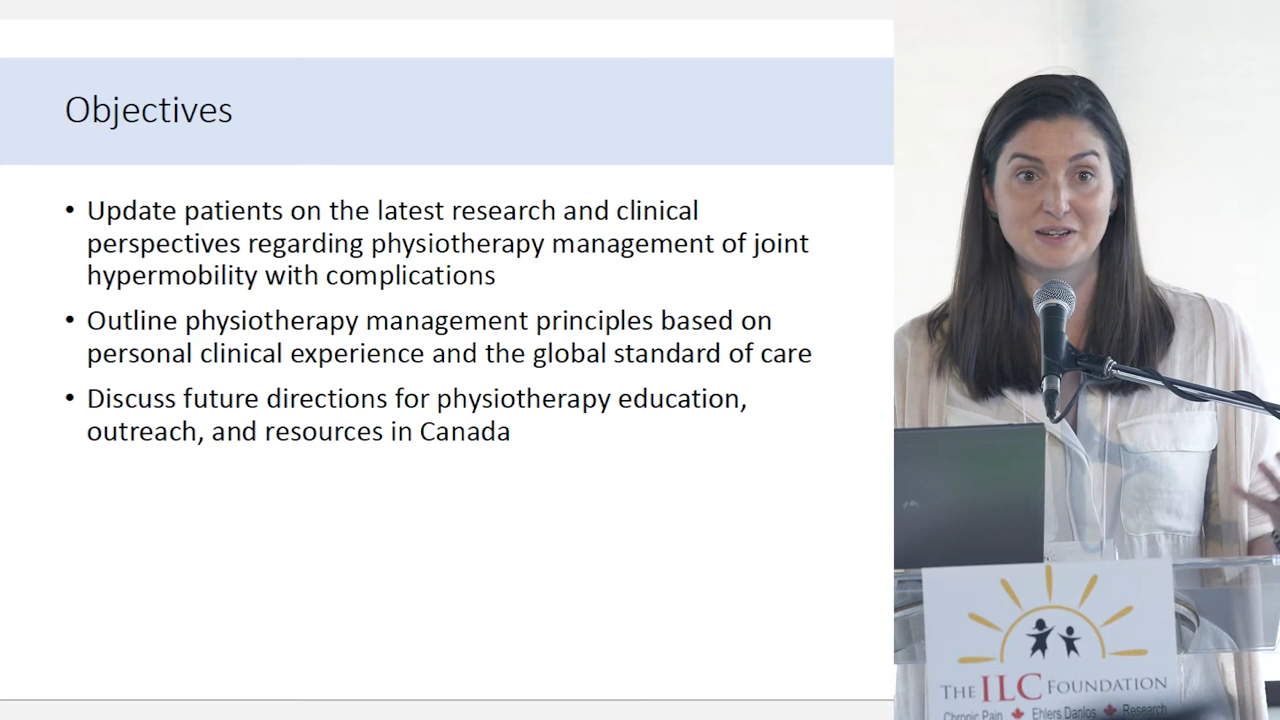 Objectives
• Update patients on the latest research and clinical
perspectives regarding physiotherapy management of joint
hypermobility with complications
• Outline physiotherapy management principles based on
personal clinical experience and the global standard of care
• Discuss future directions for physiotherapy education,
outreach, and resources in Canada
THE ILC FOUNDATION
Chronic Pain Ehlers Danlos Research